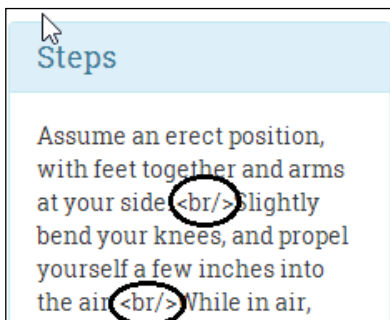 Steps
Assume an erect position,
with feet together and arms
at your side.<br/>Slightly
bend your knees, and propel
yourself a few inches into
the air.<br/>While in air,